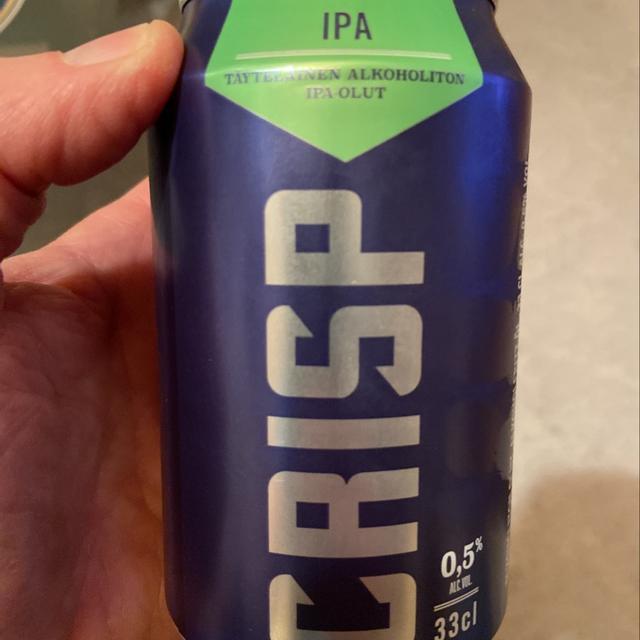 IPA
TÄYTELÄINEN ALKOHOLITON
IPA-OLUT
CRISP
0,5%
ALC. VOL.
33cl